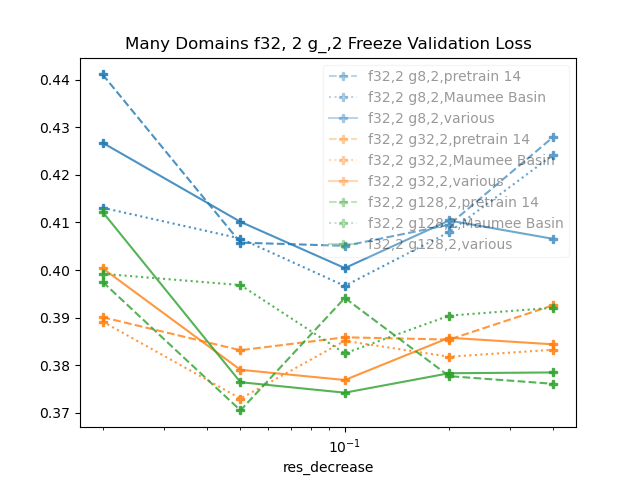 Many Domains f32, 2 g_,2 Freeze Validation Loss
0.44
0.43
0.42
0.41
0.40
0.39
0.38
0.37
f32,2 g8,2,pretrain 14
f32,2 g8,2,Maumee Basin
f32,2 g8,2,various
f32,2 g32,2,pretrain 14
f32,2 g32,2,Maumee Basin
f32,2 g32,2,various
f32,2 g128,2,pretrain 14
f32,2 g128,2,Maumee Basin
f32,2 g128,2,various
10⁻¹
res_decrease